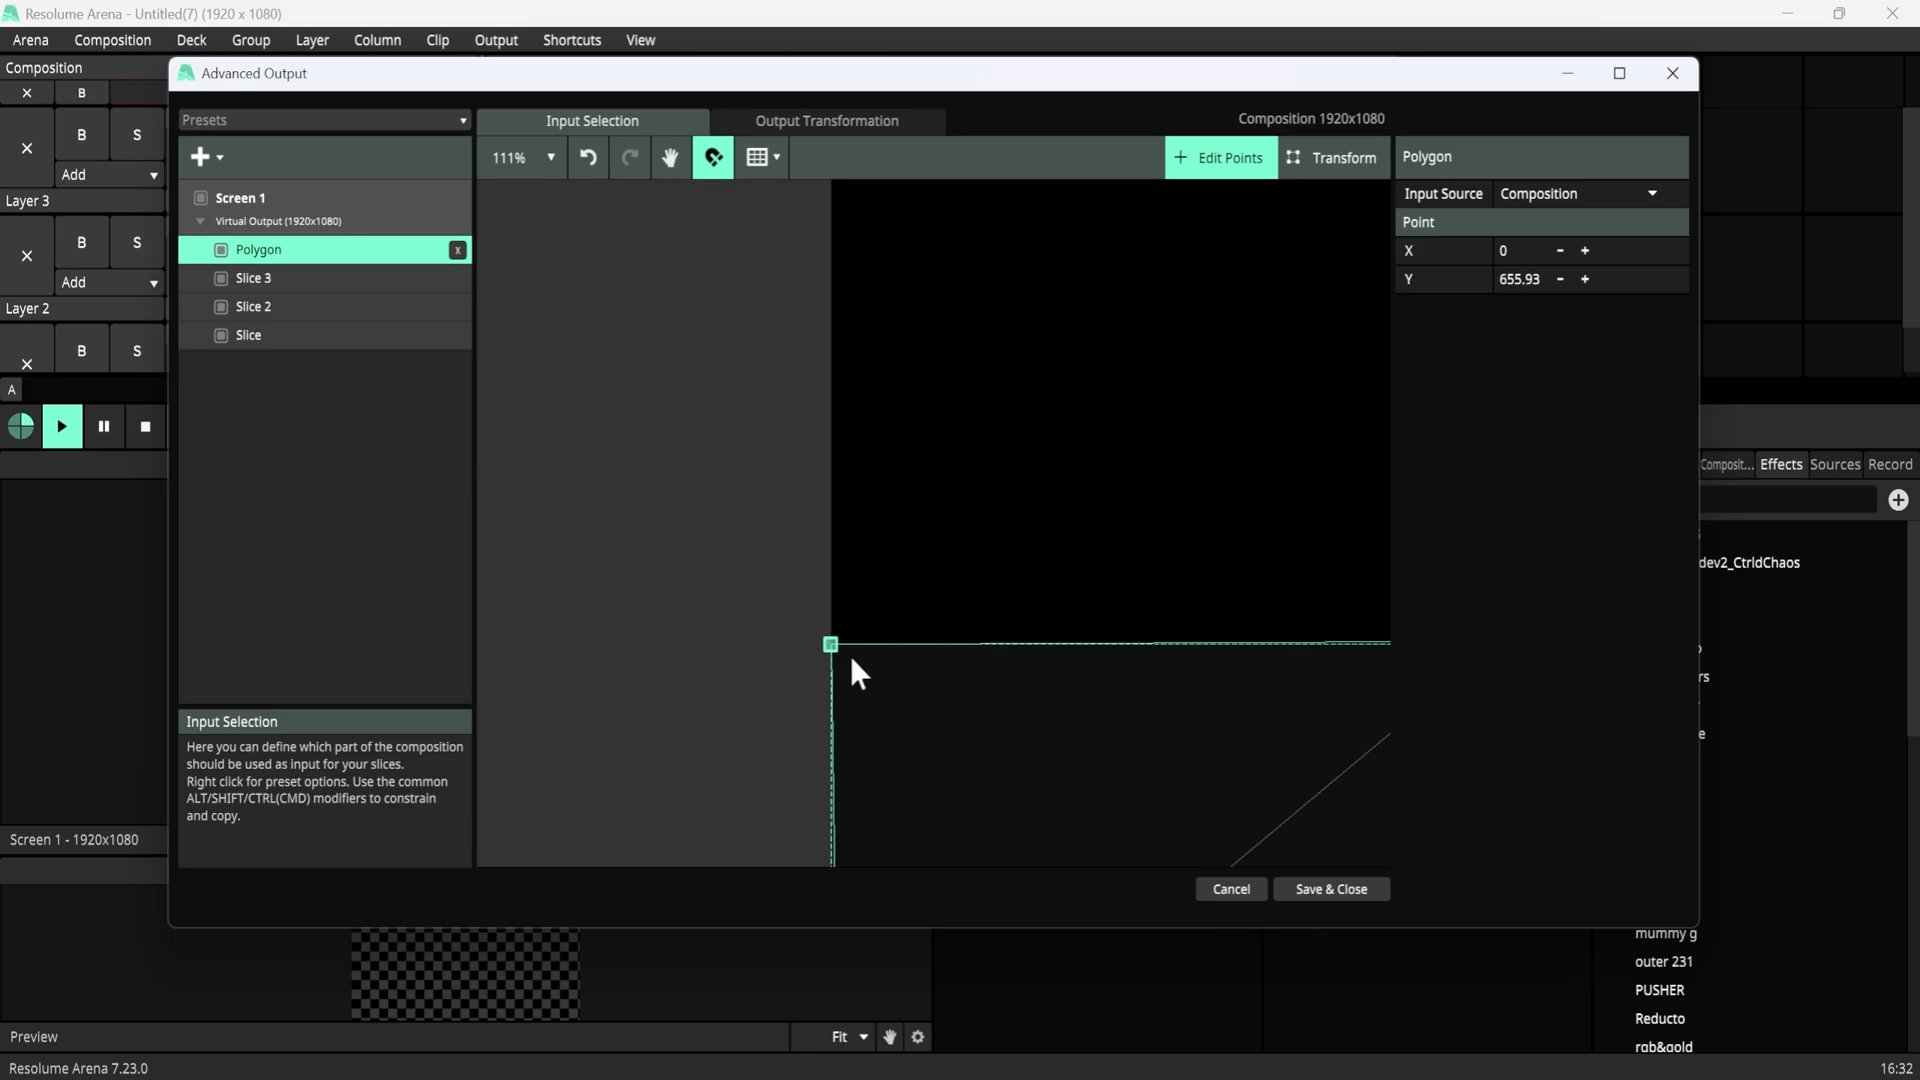 Resolume Arena - Untitled(7) (1920 x 1080)
Arena Composition Deck Group Layer Column Clip Output Shortcuts View
Composition
Advanced Output
X B
Presets
Input Selection
Output Transformation
Composition 1920x1080
B S
Add
Layer 3
B S
Add
Layer 2
B S
A
111%
Edit Points
Transform
Polygon
Input Source Composition
Point
X 0 - +
Y 655.93 - +
Screen 1
Virtual Output (1920x1080)
Polygon x
Slice 3
Slice 2
Slice
Input Selection
Here you can define which part of the composition
should be used as input for your slices.
Right click for preset options. Use the common
ALT/SHIFT/CTRL(CMD) modifiers to constrain
and copy.
Cancel
Save & Close
Composit... Effects Sources Record
dev2_CtrldChaos
rs
e
mummy g
outer 231
PUSHER
Reducto
rgb&gold
Screen 1 - 1920x1080
Preview
Fit
Resolume Arena 7.23.0
16:32